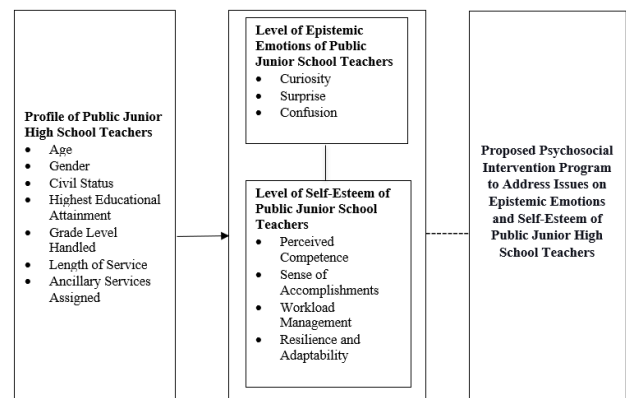 Profile of Public Junior
High School Teachers
• Age
• Gender
• Civil Status
• Highest Educational
Attainment
• Grade Level
Handled
• Length of Service
• Ancillary Services
Assigned
Level of Epistemic
Emotions of Public
Junior School Teachers
• Curiosity
• Surprise
• Confusion
Level of Self-Esteem of
Public Junior School
Teachers
• Perceived
Competence
• Sense of
Accomplishments
• Workload
Management
• Resilience and
Adaptability
Proposed Psychosocial
Intervention Program
to Address Issues on
Epistemic Emotions
and Self-Esteem of
Public Junior High
School Teachers